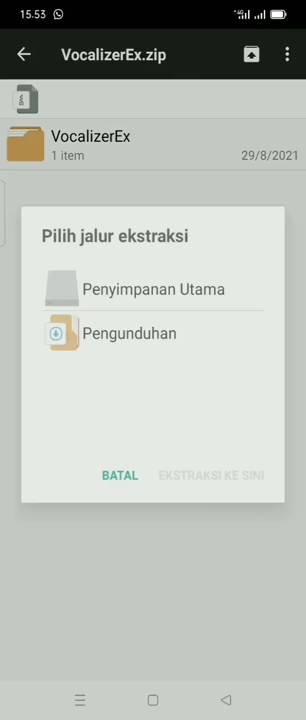 15.53
VocalizerEx.zip
VocalizerEx
1 item
29/8/2021
Pilih jalur ekstraksi
Penyimpanan Utama
Pengunduhan
BATAL
EKSTRAKSI KE SINI